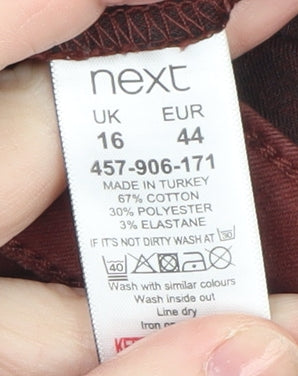 next
UK EUR
16 44
457-906-171
MADE IN TURKEY
67% COTTON
30% POLYESTER
3% ELASTANE
IF IT'S NOT DIRTY WASH AT 30
40
Wash with similar colours
Wash inside out
Line dry
Iron